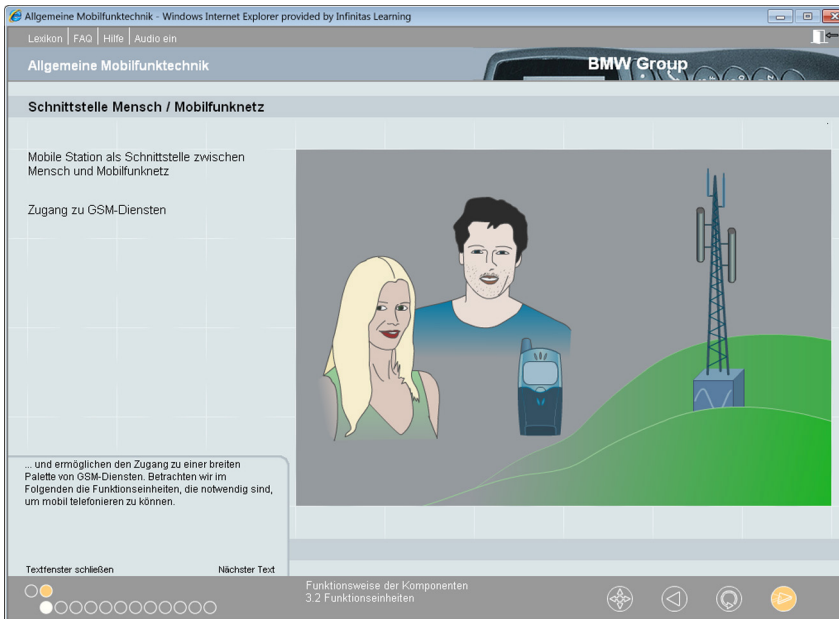 Allgemeine Mobilfunktechnik - Windows Internet Explorer provided by Infinitas Learning
Lexikon FAQ Hilfe Audio ein
Allgemeine Mobilfunktechnik
BMW Group
Schnittstelle Mensch / Mobilfunknetz
Mobile Station als Schnittstelle zwischen
Mensch und Mobilfunknetz
Zugang zu GSM-Diensten
... und ermöglichen den Zugang zu einer breiten
Palette von GSM-Diensten. Betrachten wir im
Folgenden die Funktionseinheiten, die notwendig sind,
um mobil telefonieren zu können.
Textfenster schließen Nächster Text
Funktionsweise der Komponenten
3.2 Funktionseinheiten